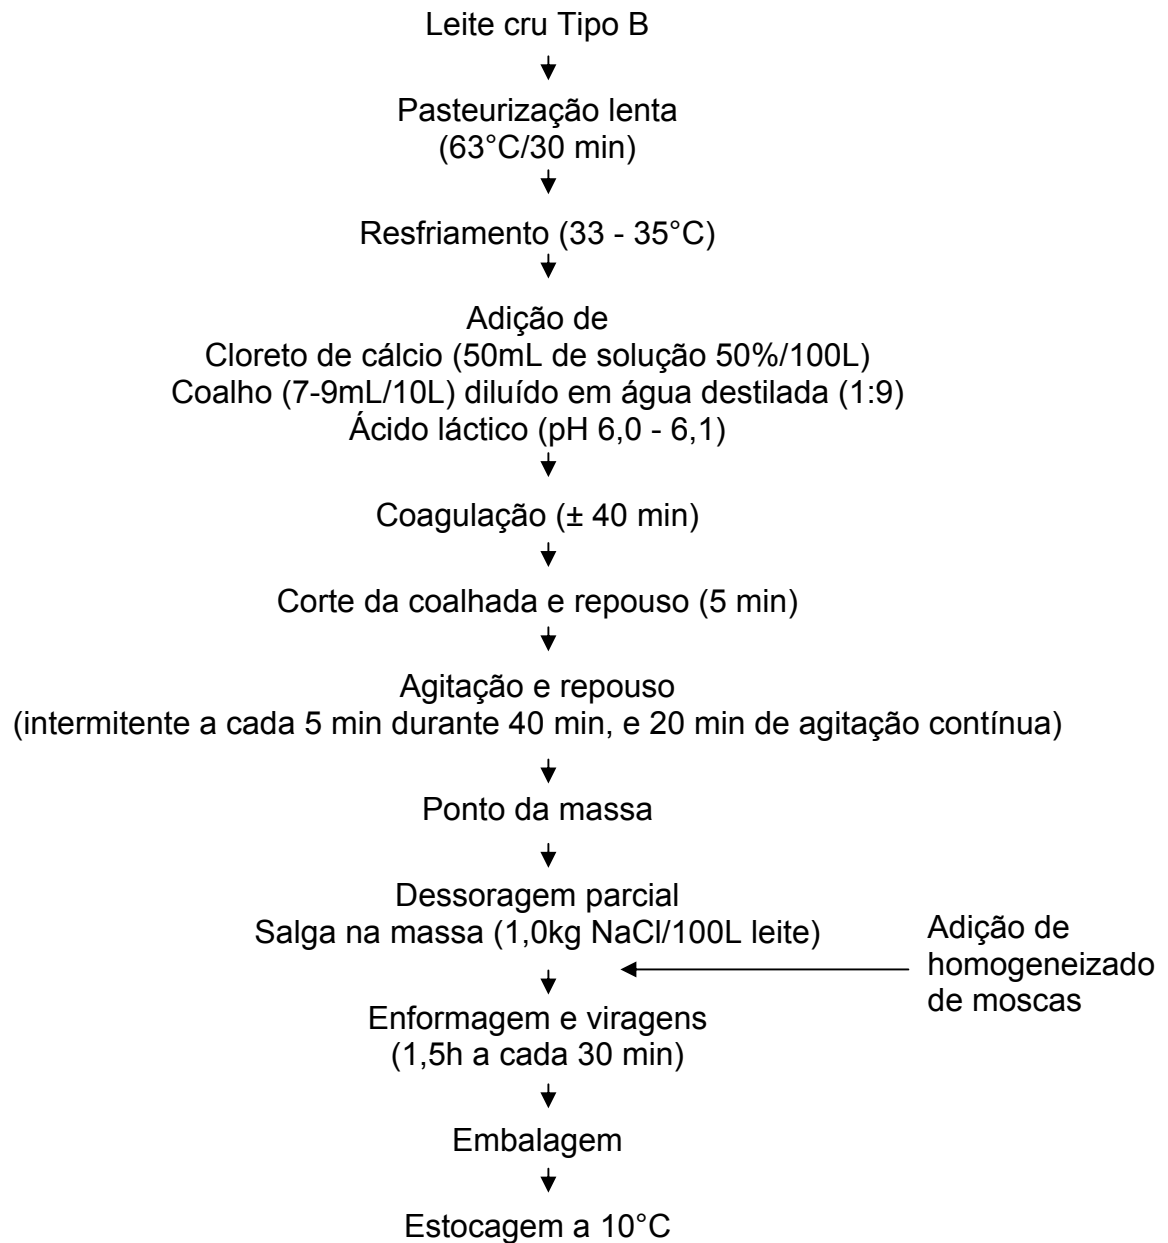 Leite cru Tipo B
Pasteurização lenta
(63°C/30 min)
Resfriamento (33 - 35°C)
Adição de
Cloreto de cálcio (50mL de solução 50%/100L)
Coalho (7-9mL/10L) diluído em água destilada (1:9)
Ácido láctico (pH 6,0 - 6,1)
Coagulação (± 40 min)
Corte da coalhada e repouso (5 min)
Agitação e repouso
(intermitente a cada 5 min durante 40 min, e 20 min de agitação contínua)
Ponto da massa
Dessoragem parcial
Salga na massa (1,0kg NaCl/100L leite)
Adição de
homogeneizado
de moscas
Enformagem e viragens
(1,5h a cada 30 min)
Embalagem
Estocagem a 10°C